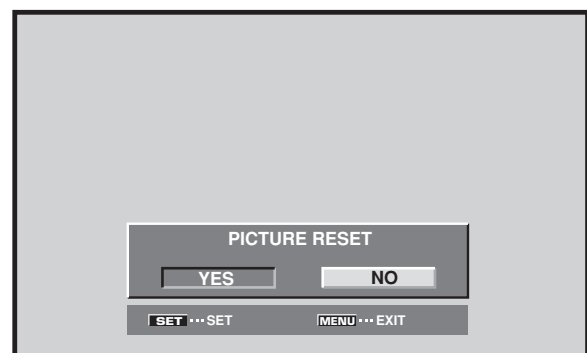 PICTURE RESET
YES NO
SET ··· SET MENU ··· EXIT